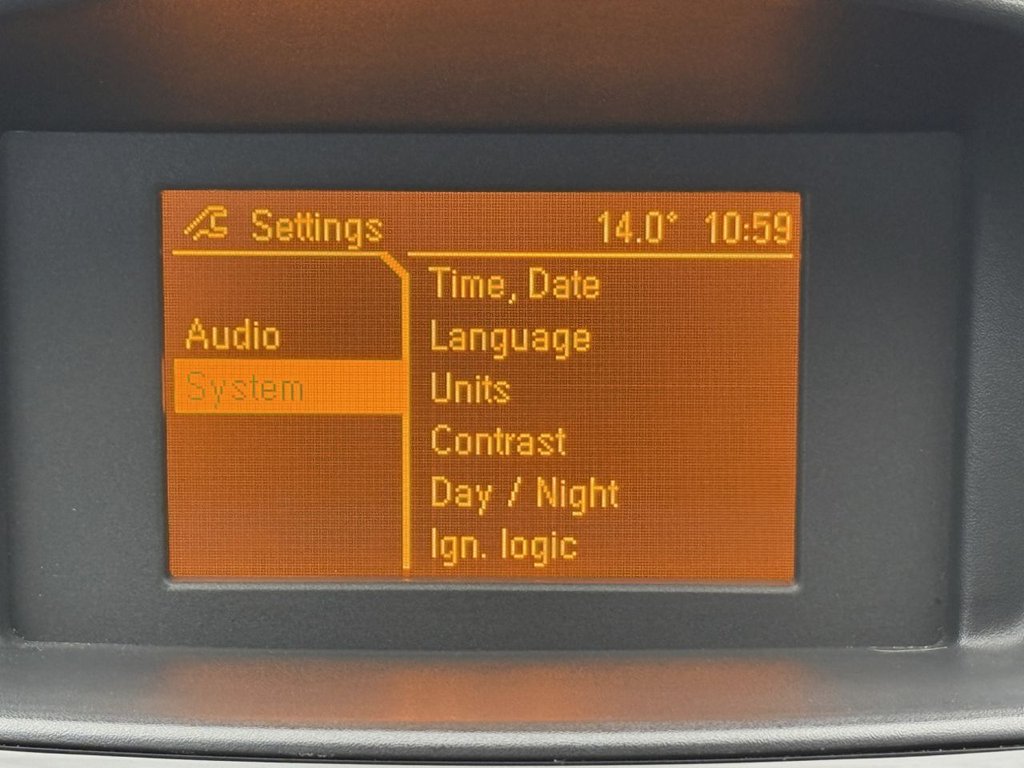 Settings 14.0° 10:59
Audio
System
Time, Date
Language
Units
Contrast
Day / Night
Ign. logic